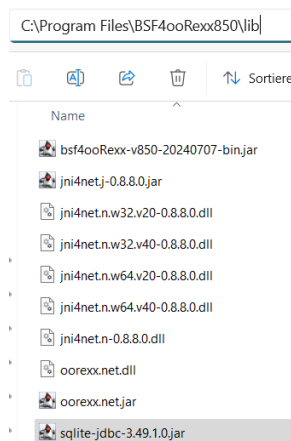 C:\Program Files\BSF4ooRexx850\lib
Sortiere
Name
bsf4ooRexx-v850-20240707-bin.jar
jni4net.j-0.8.8.0.jar
jni4net.n.w32.v20-0.8.8.0.dll
jni4net.n.w32.v40-0.8.8.0.dll
jni4net.n.w64.v20-0.8.8.0.dll
jni4net.n.w64.v40-0.8.8.0.dll
jni4net.n-0.8.8.0.dll
oorexx.net.dll
oorexx.net.jar
sqlite-jdbc-3.49.1.0.jar